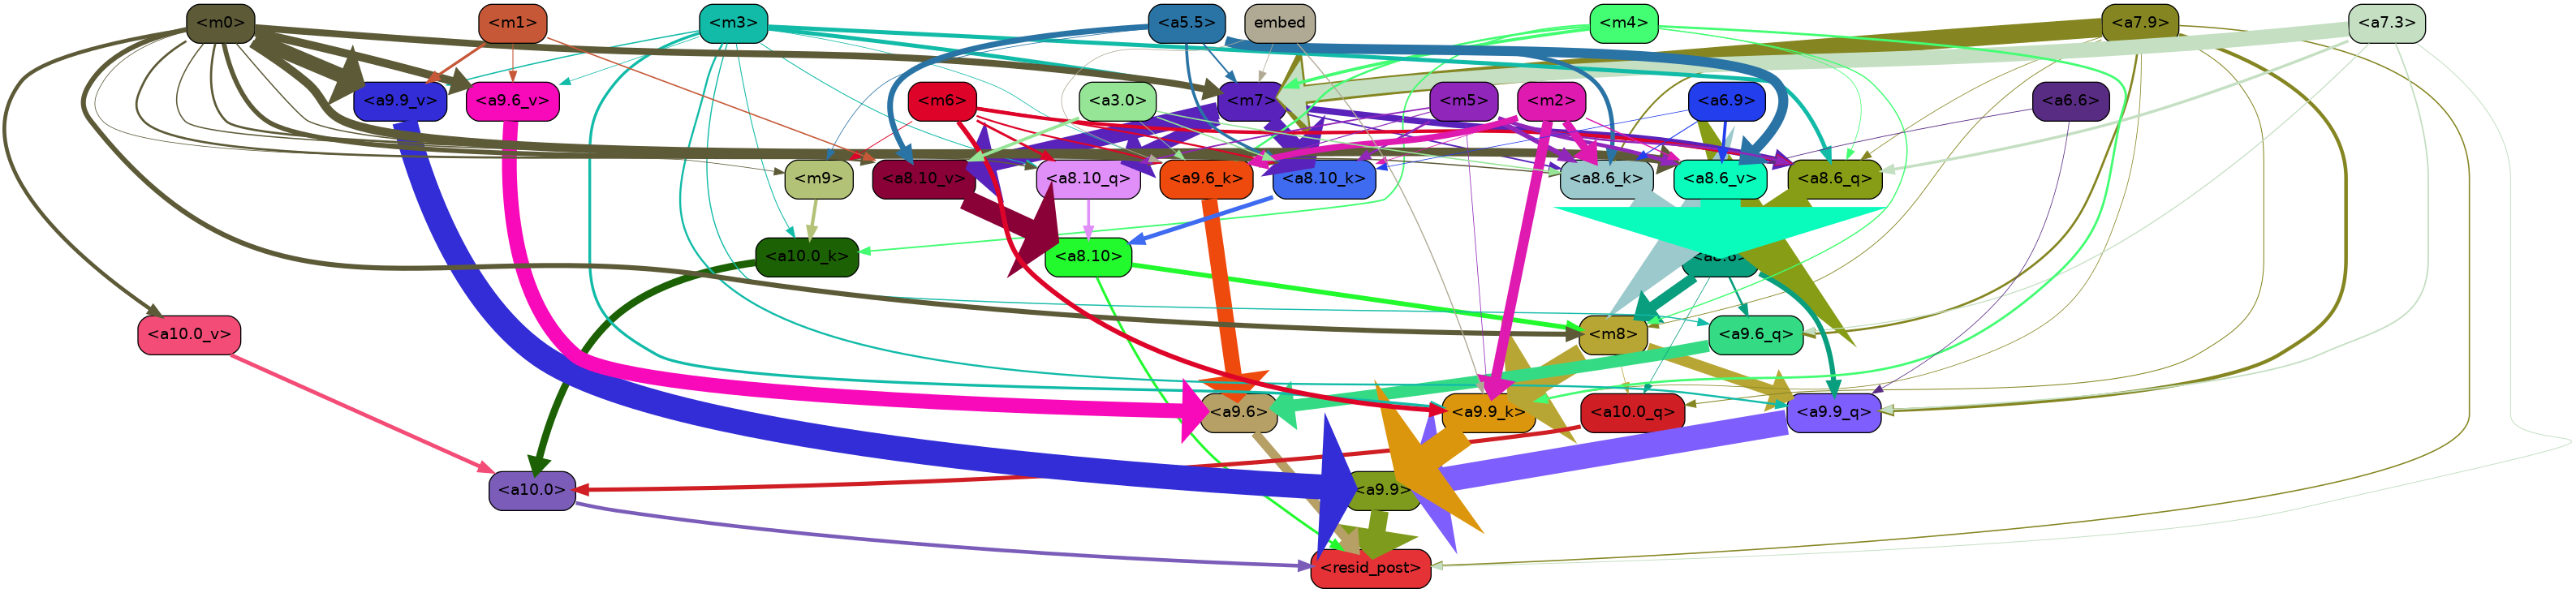 <m0> <m1> <m3> <a5.5> embed <m4> <a7.9> <a7.3>
<a9.9_v> <a9.6_v> <m6> <a3.0> <m7> <m5> <m2> <a6.9> <a6.6>
<m9> <a8.10_v> <a8.10_q> <a9.6_k> <a8.10_k> <a8.6_k> <a8.6_v> <a8.6_q>
<a10.0_k> <a8.10>
<a10.0_v> <m8> <a9.6_q>
<a9.6> <a9.9_k> <a10.0_q> <a9.9_q>
<a10.0> <a9.9>
<resid_post>